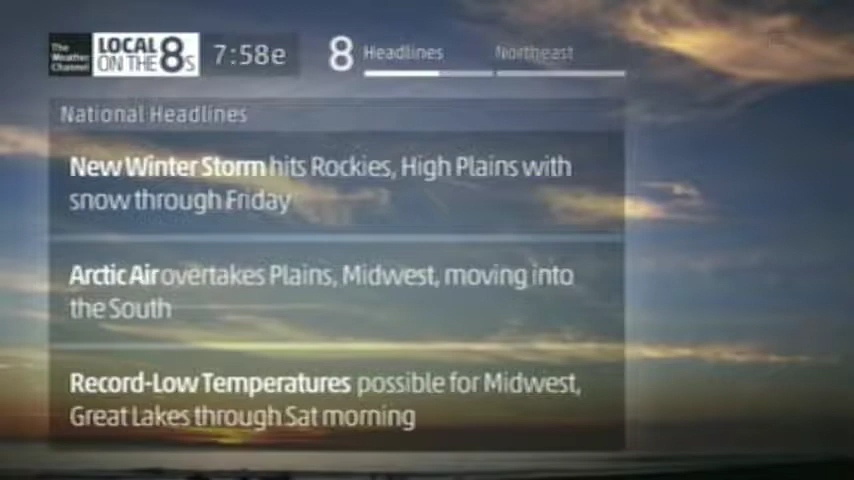 The Weather Channel
LOCAL ON THE 8s
7:58e
8 Headlines Northeast
National Headlines
New Winter Storm hits Rockies, High Plains with
snow through Friday
Arctic Air overtakes Plains, Midwest, moving into
the South
Record-Low Temperatures possible for Midwest,
Great Lakes through Sat morning